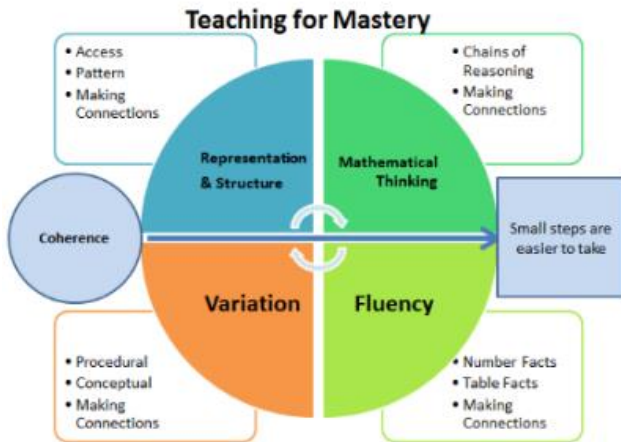 Teaching for Mastery
• Access
• Pattern
• Making
Connections
• Chains of
Reasoning
• Making
Connections
Representation
& Structure
Mathematical
Thinking
Coherence
Small steps are
easier to take
Variation
Fluency
• Procedural
• Conceptual
• Making
Connections
• Number Facts
• Table Facts
• Making
Connections